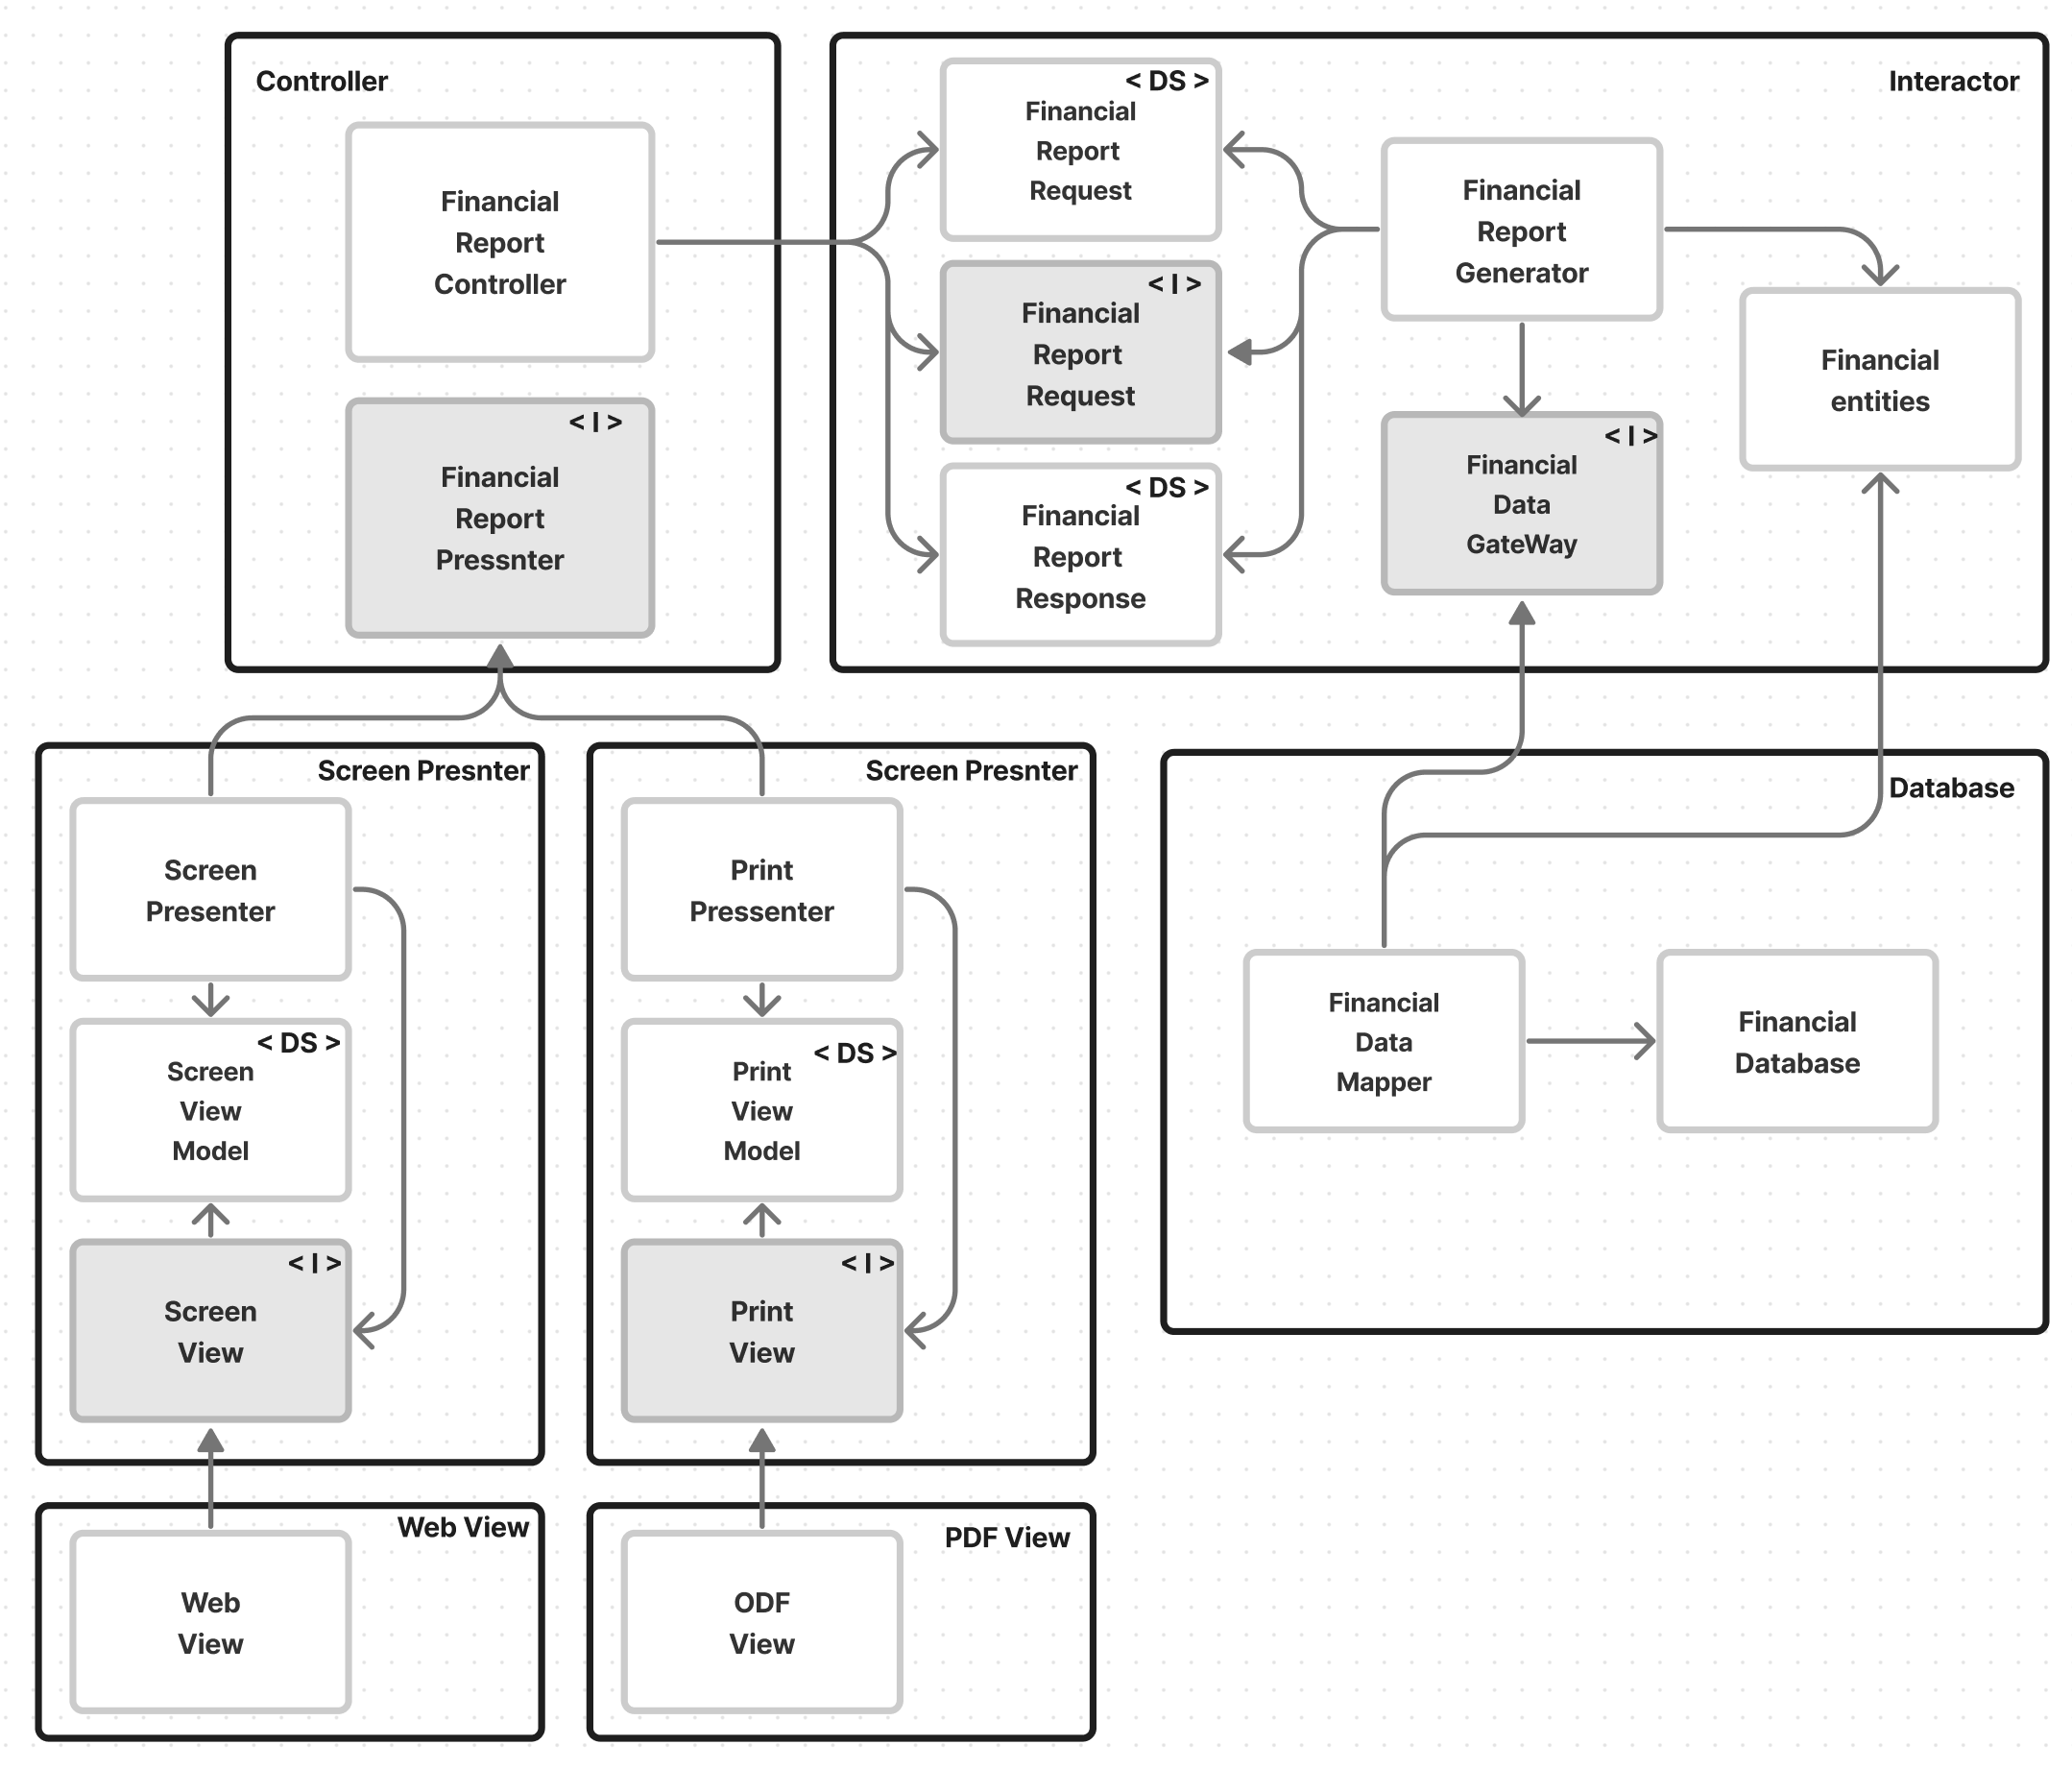 Controller
Financial
Report
Controller
< I >
Financial
Report
Pressnter
Interactor
< DS >
Financial
Report
Request
< I >
Financial
Report
Request
< DS >
Financial
Report
Response
Financial
Report
Generator
< I >
Financial
Data
GateWay
Financial
entities
Screen Presnter
Screen
Presenter
< DS >
Screen
View
Model
< I >
Screen
View
Screen Presnter
Print
Pressenter
< DS >
Print
View
Model
< I >
Print
View
Database
Financial
Data
Mapper
Financial
Database
Web View
Web
View
PDF View
ODF
View